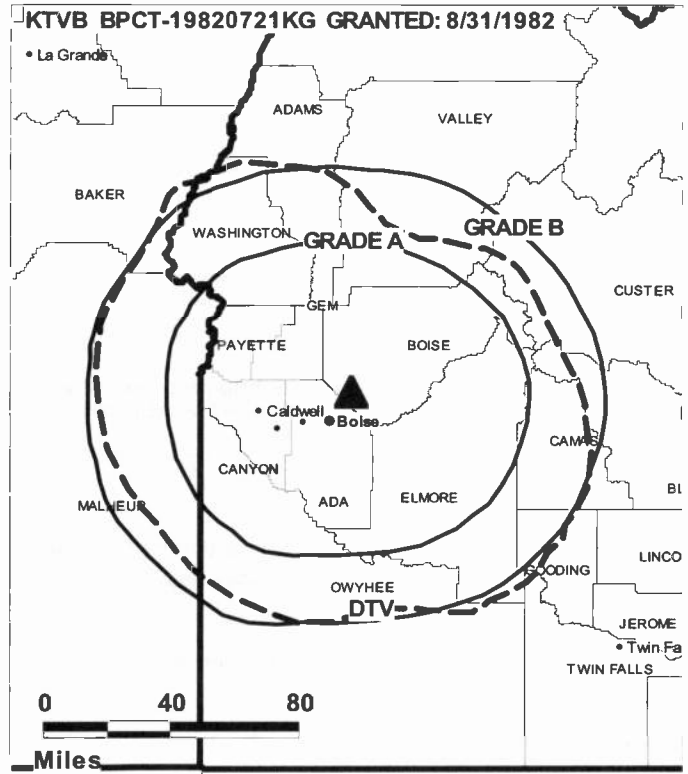 KTVB BPCT-19820721KG GRANTED: 8/31/1982
La Grande
ADAMS
VALLEY
BAKER
WASHINGTON
GRADE A
GRADE B
CUSTER
GEM
PAYETTE
BOISE
Caldwell
Boise
CAMAS
CANYON
ADA
ELMORE
BL
MALHEUR
LINCO
GOODING
OWYHEE
DTV
JEROME
Twin Fa
TWIN FALLS
0 40 80
Miles